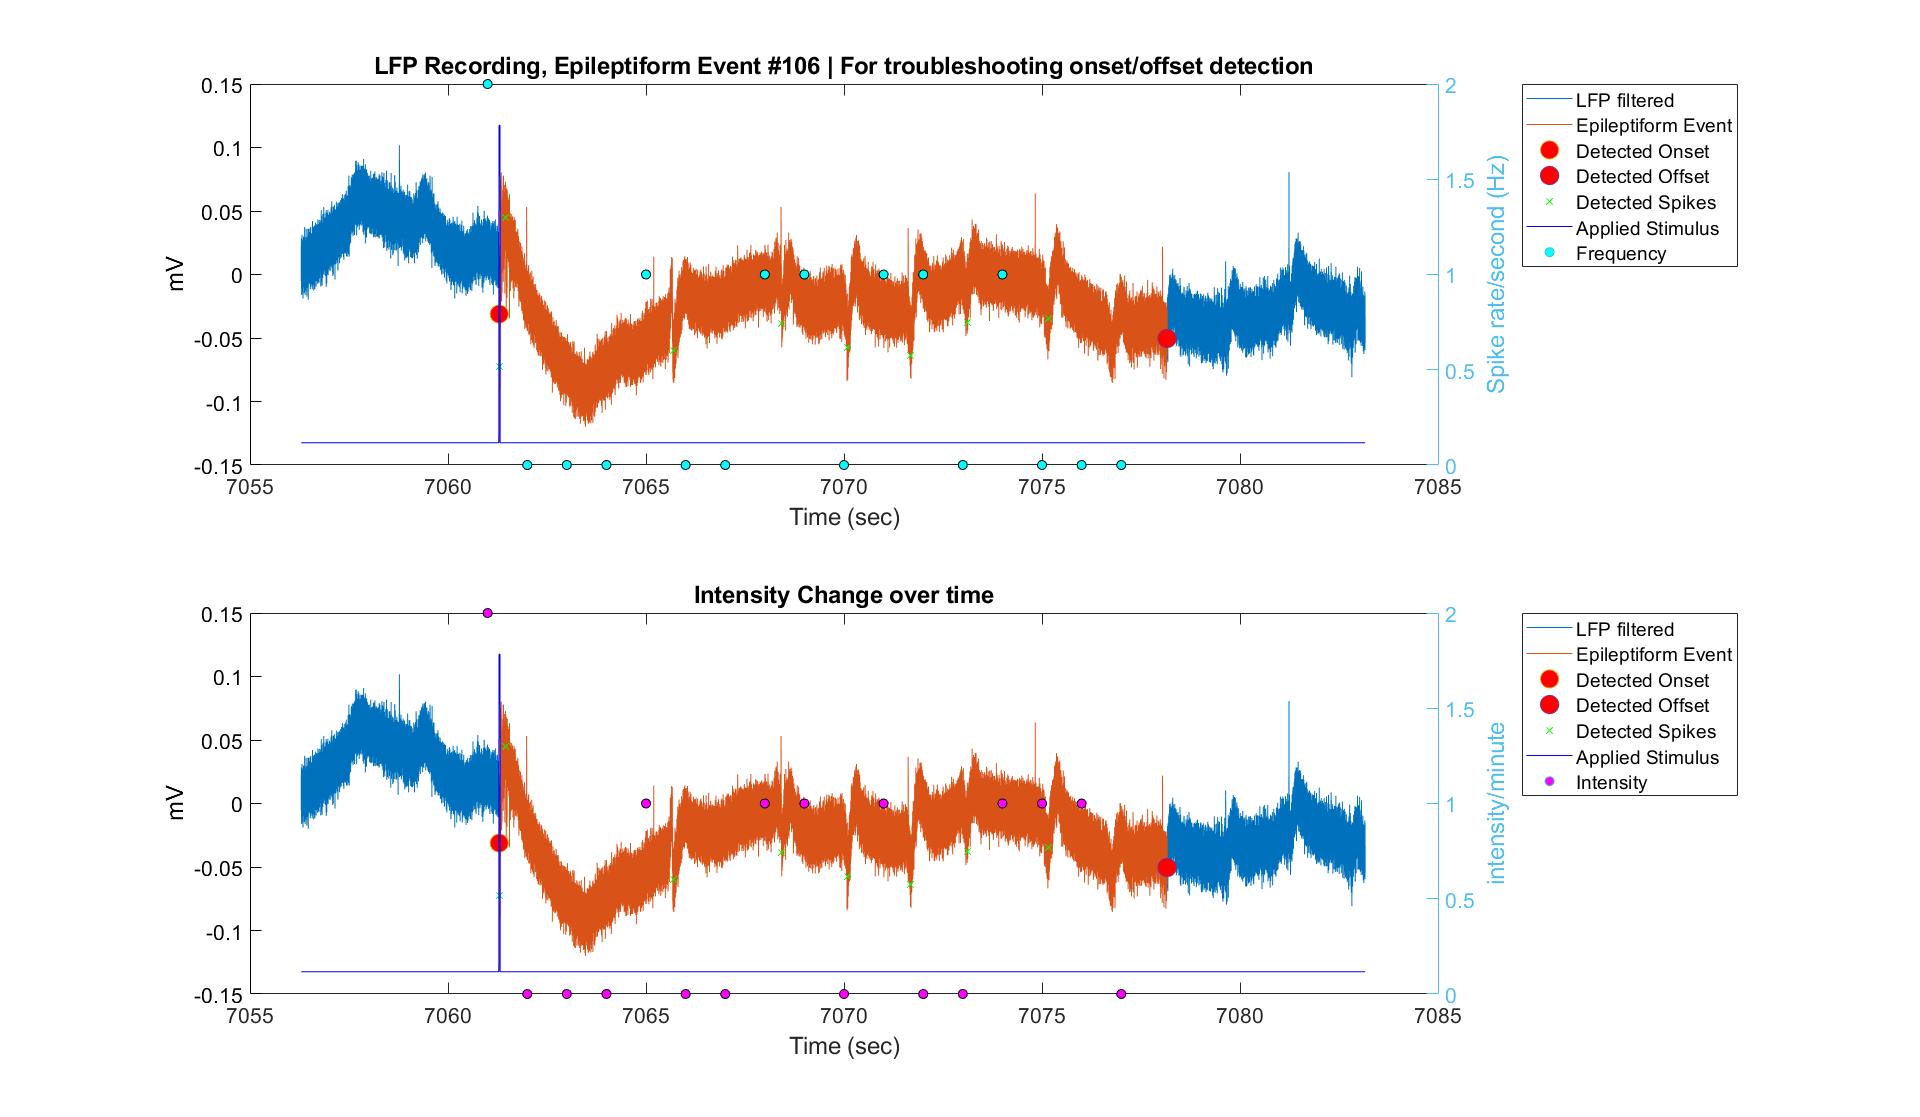 LFP Recording, Epileptiform Event #106 | For troubleshooting onset/offset detection
0.15
0.1
0.05
0
-0.05
-0.1
-0.15
mV
7055 7060 7065 7070 7075 7080 7085
Time (sec)
2
1.5
1
0.5
0
Spike rate/second (Hz)
LFP filtered
Epileptiform Event
Detected Onset
Detected Offset
Detected Spikes
Applied Stimulus
Frequency
Intensity Change over time
0.15
0.1
0.05
0
-0.05
-0.1
-0.15
mV
7055 7060 7065 7070 7075 7080 7085
Time (sec)
2
1.5
1
0.5
0
intensity/minute
LFP filtered
Epileptiform Event
Detected Onset
Detected Offset
Detected Spikes
Applied Stimulus
Intensity